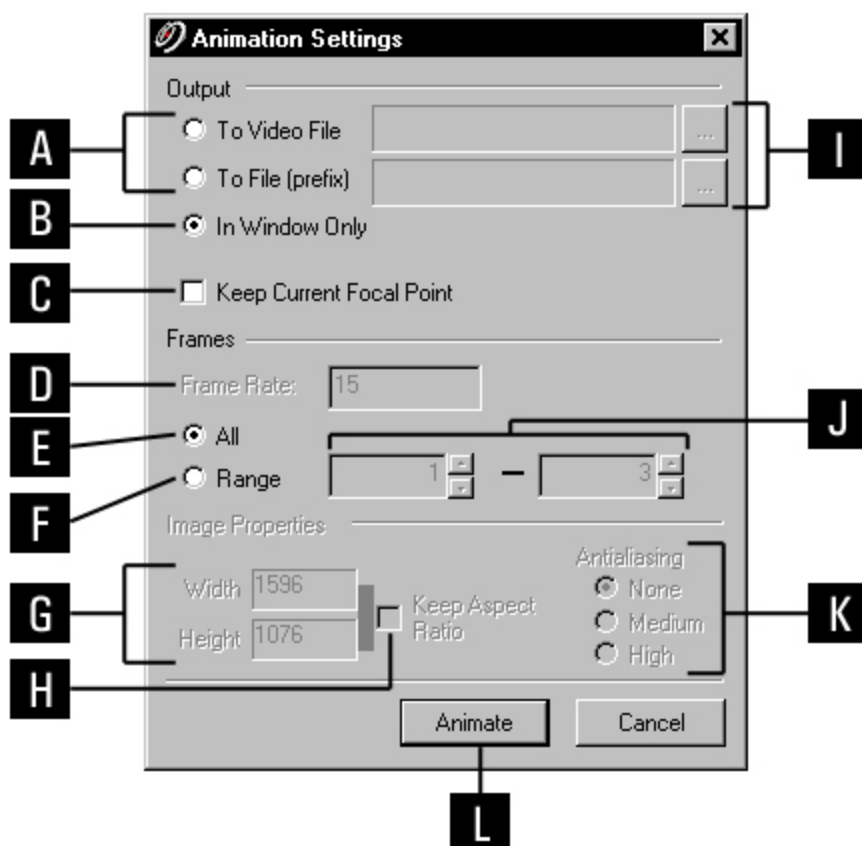 Animation Settings
Output
A
To Video File
...
I
To File (prefix)
...
B
In Window Only
C
Keep Current Focal Point
Frames
D
Frame Rate:
15
J
E
All
F
Range
1
–
3
Image Properties
Antialiasing
G
Width
1596
Keep Aspect
Ratio
None
K
Height
1076
Medium
High
H
Animate
Cancel
L